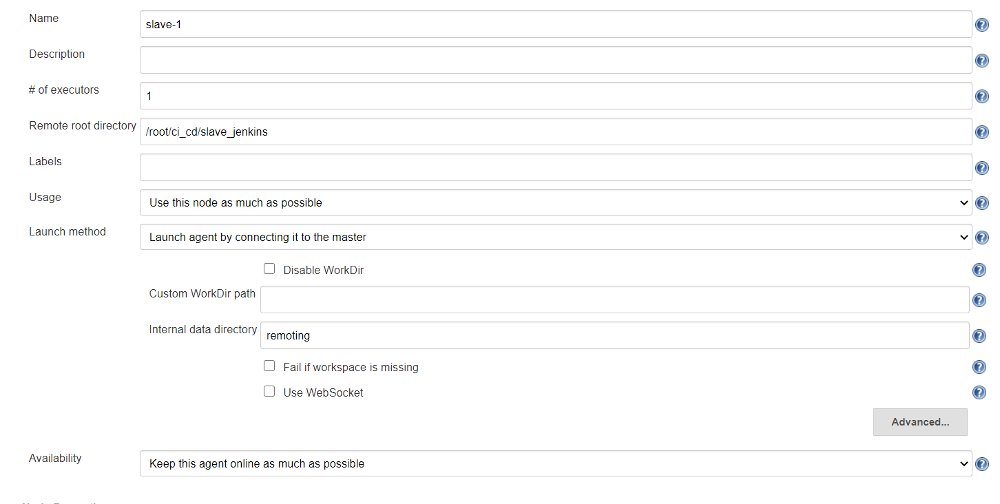 Name
slave-1
Description
# of executors
1
Remote root directory
/root/ci_cd/slave_jenkins
Labels
Usage
Use this node as much as possible
Launch method
Launch agent by connecting it to the master
Disable WorkDir
Custom WorkDir path
Internal data directory
remoting
Fail if workspace is missing
Use WebSocket
Advanced...
Availability
Keep this agent online as much as possible